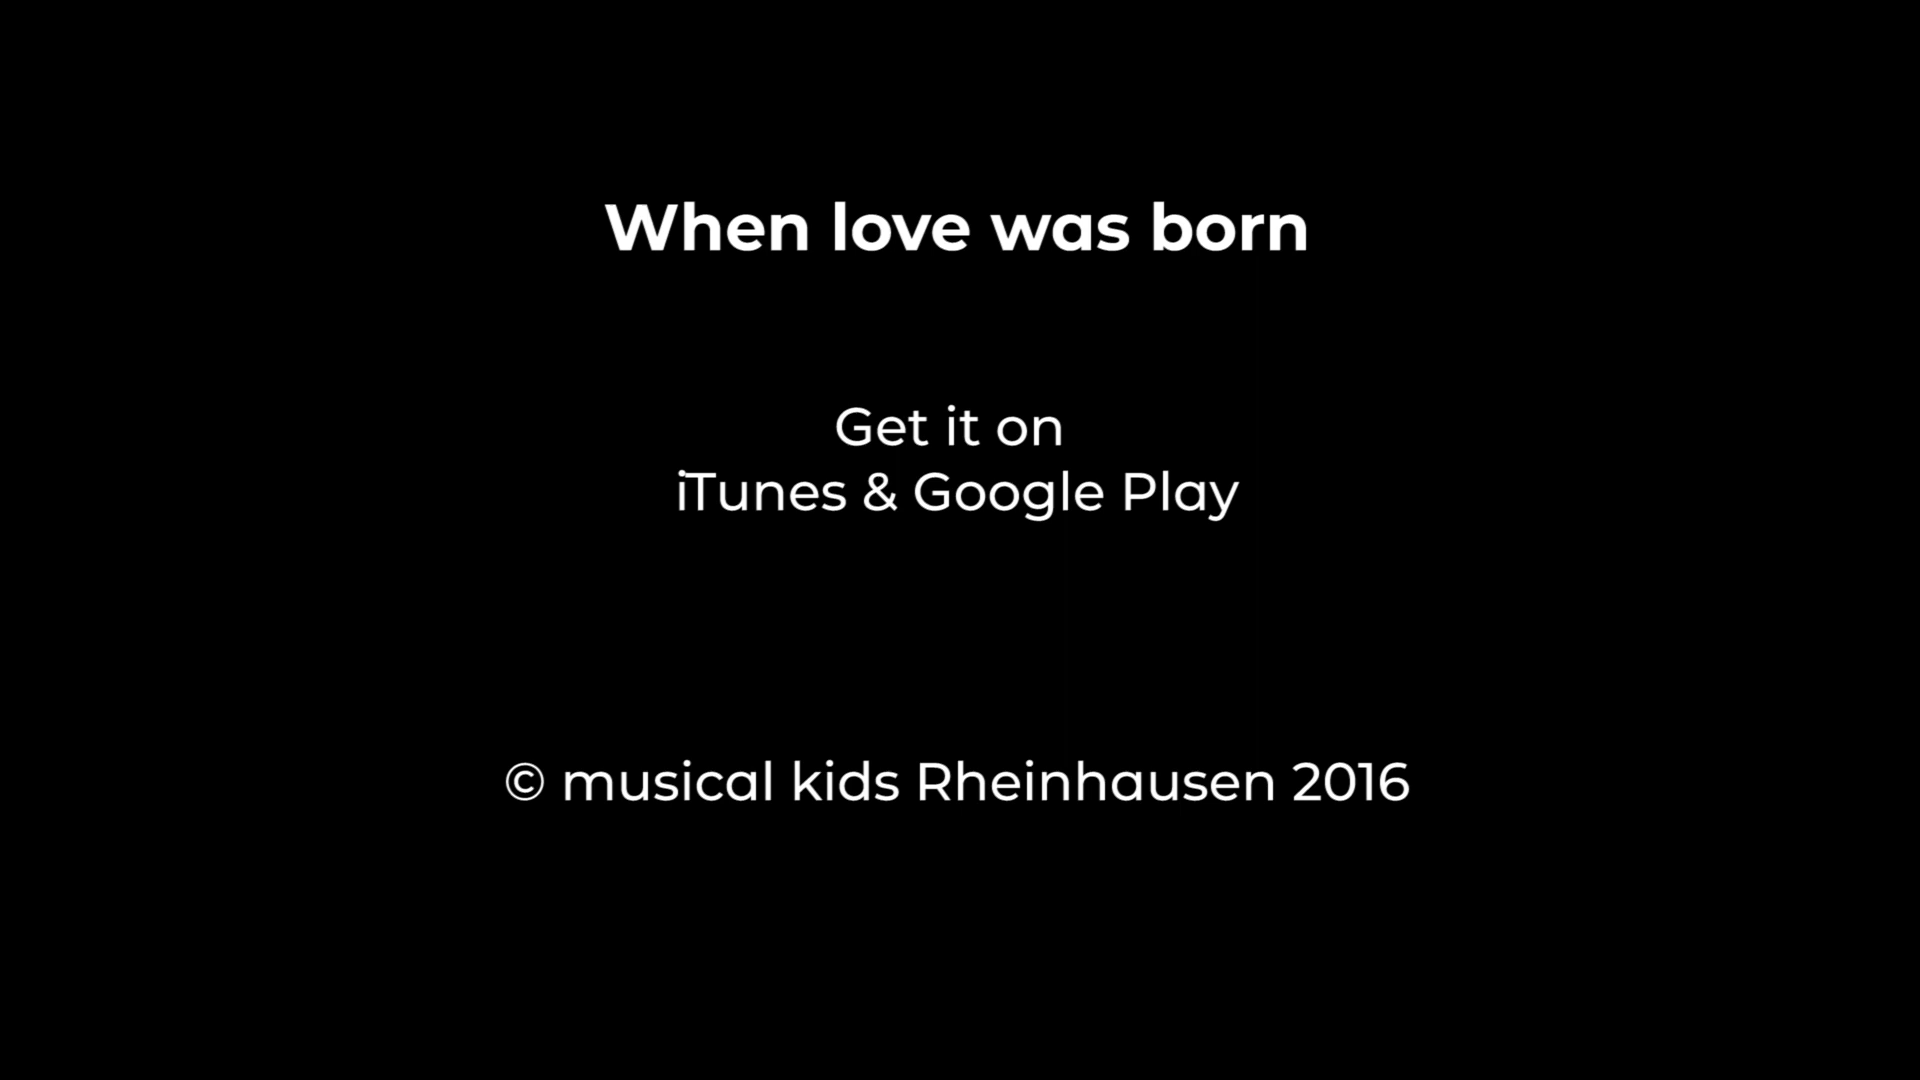 When love was born
Get it on
iTunes & Google Play
© musical kids Rheinhausen 2016